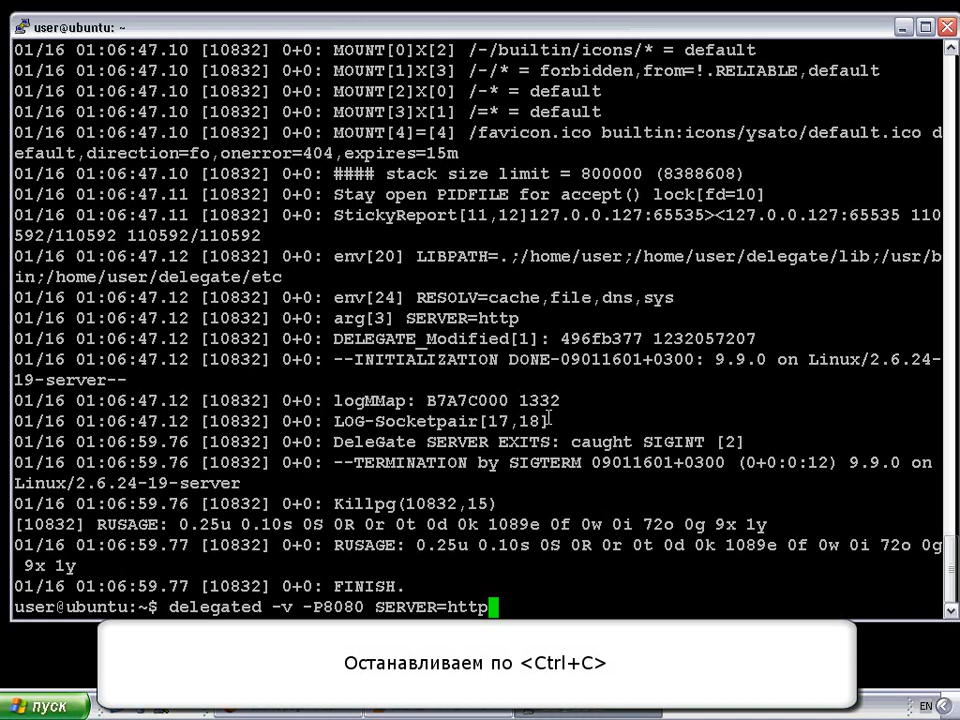 user@ubuntu: ~
01/16 01:06:47.10 [10832] 0+0: MOUNT[0]X[2] /-/builtin/icons/* = default
01/16 01:06:47.10 [10832] 0+0: MOUNT[1]X[3] /-/* = forbidden,from=!.RELIABLE,default
01/16 01:06:47.10 [10832] 0+0: MOUNT[2]X[0] /-* = default
01/16 01:06:47.10 [10832] 0+0: MOUNT[3]X[1] /=* = default
01/16 01:06:47.10 [10832] 0+0: MOUNT[4]=[4] /favicon.ico builtin:icons/ysato/default.ico d
efault,direction=fo,onerror=404,expires=15m
01/16 01:06:47.10 [10832] 0+0: #### stack size limit = 800000 (8388608)
01/16 01:06:47.11 [10832] 0+0: Stay open PIDFILE for accept() lock[fd=10]
01/16 01:06:47.11 [10832] 0+0: StickyReport[11,12]127.0.0.127:65535><127.0.0.127:65535 110
592/110592 110592/110592
01/16 01:06:47.12 [10832] 0+0: env[20] LIBPATH=.;/home/user;/home/user/delegate/lib;/usr/b
in;/home/user/delegate/etc
01/16 01:06:47.12 [10832] 0+0: env[24] RESOLV=cache,file,dns,sys
01/16 01:06:47.12 [10832] 0+0: arg[3] SERVER=http
01/16 01:06:47.12 [10832] 0+0: DELEGATE_Modified[1]: 496fb377 1232057207
01/16 01:06:47.12 [10832] 0+0: --INITIALIZATION DONE-09011601+0300: 9.9.0 on Linux/2.6.24-
19-server--
01/16 01:06:47.12 [10832] 0+0: logMMap: B7A7C000 1332
01/16 01:06:47.12 [10832] 0+0: LOG-Socketpair[17,18]
01/16 01:06:59.76 [10832] 0+0: DeleGate SERVER EXITS: caught SIGINT [2]
01/16 01:06:59.76 [10832] 0+0: --TERMINATION by SIGTERM 09011601+0300 (0+0:0:12) 9.9.0 on
Linux/2.6.24-19-server
01/16 01:06:59.76 [10832] 0+0: Killpg(10832,15)
[10832] RUSAGE: 0.25u 0.10s 0S 0R 0r 0t 0d 0k 1089e 0f 0w 0i 72o 0g 9x 1y
01/16 01:06:59.77 [10832] 0+0: RUSAGE: 0.25u 0.10s 0S 0R 0r 0t 0d 0k 1089e 0f 0w 0i 72o 0g
9x 1y
01/16 01:06:59.77 [10832] 0+0: FINISH.
user@ubuntu:~$ delegated -v -P8080 SERVER=http
Останавливаем по <Ctrl+C>
пуск
EN